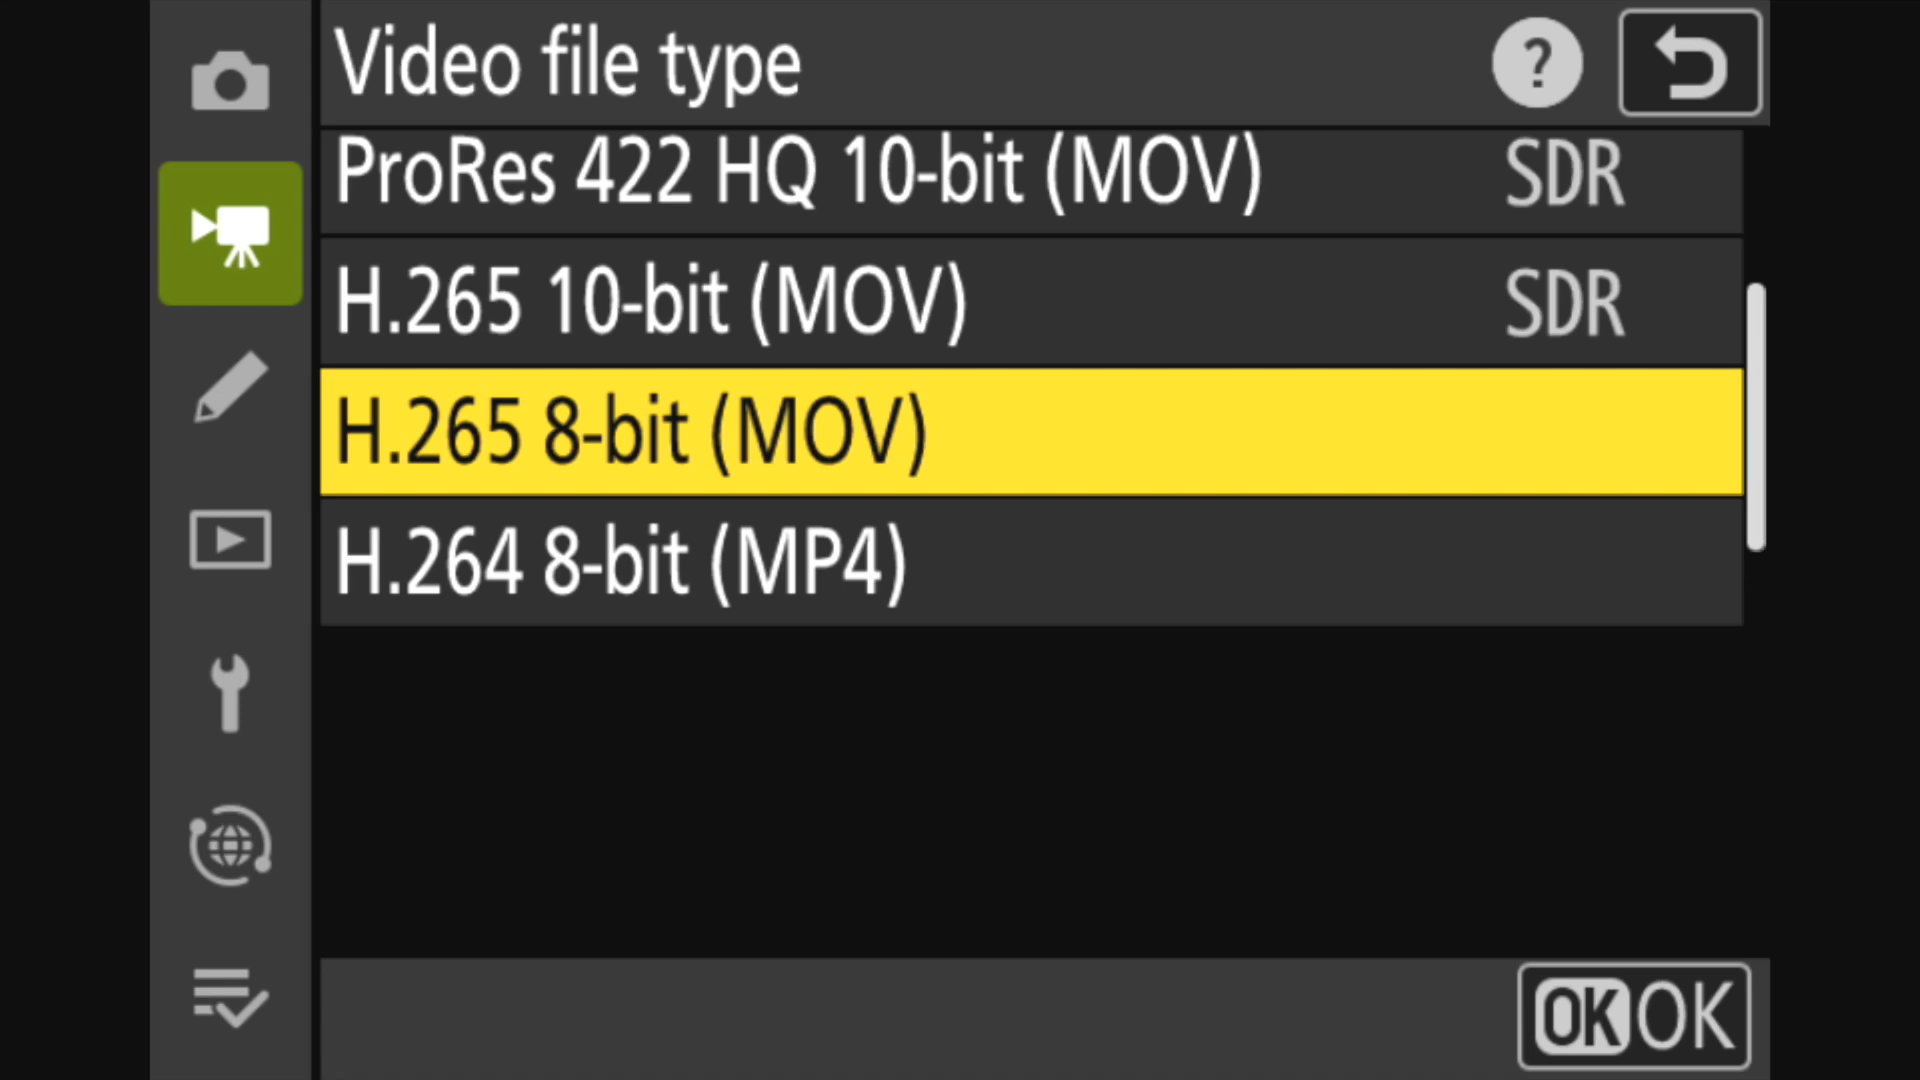 Video file type ?
ProRes 422 HQ 10-bit (MOV) SDR
H.265 10-bit (MOV) SDR
H.265 8-bit (MOV)
H.264 8-bit (MP4)
OK OK